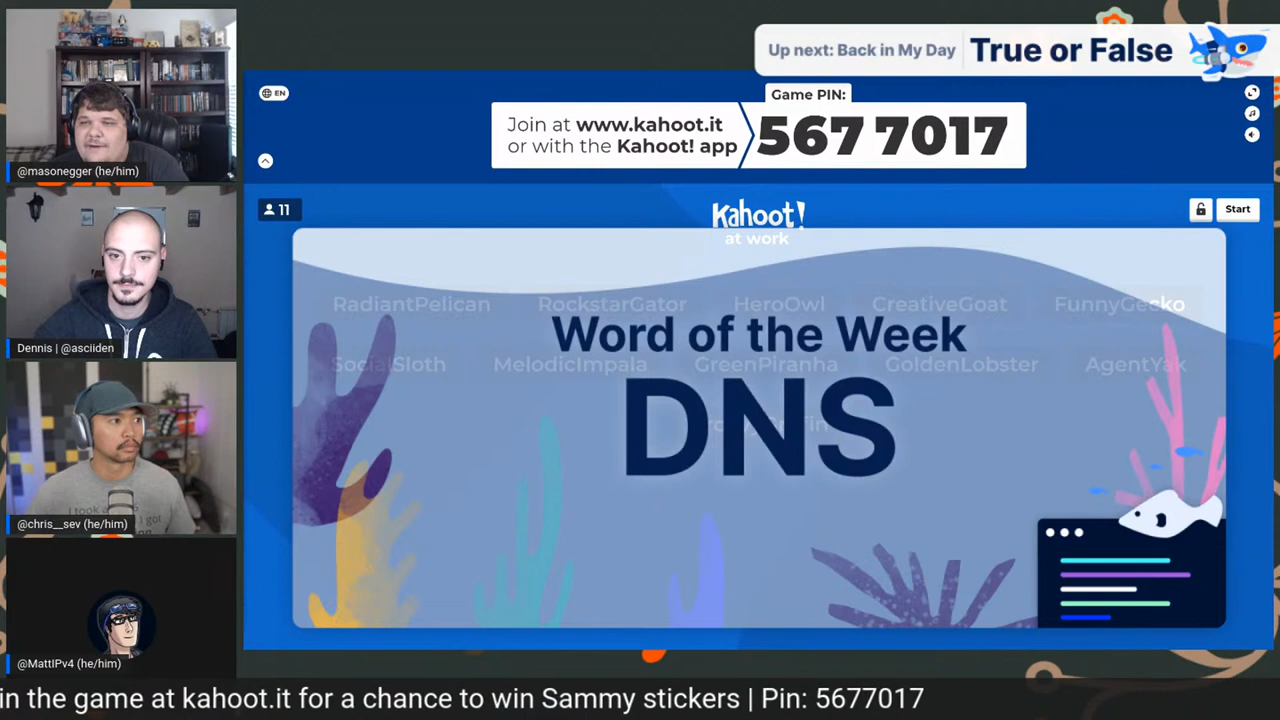 Up next: Back in My Day True or False
EN
Game PIN:
Join at www.kahoot.it
or with the Kahoot! app
567 7017
@masonegger (he/him)
11
Kahoot!
at work
Start
RadiantPelican RockstarGator HeroOwl CreativeGoat FunnyGecko
Word of the Week
SocialSloth MelodicImpala GreenPiranha GoldenLobster AgentYak
DNS
Dennis | @asciiden
@chris__sev (he/him)
@MattIPv4 (he/him)
in the game at kahoot.it for a chance to win Sammy stickers | Pin: 5677017